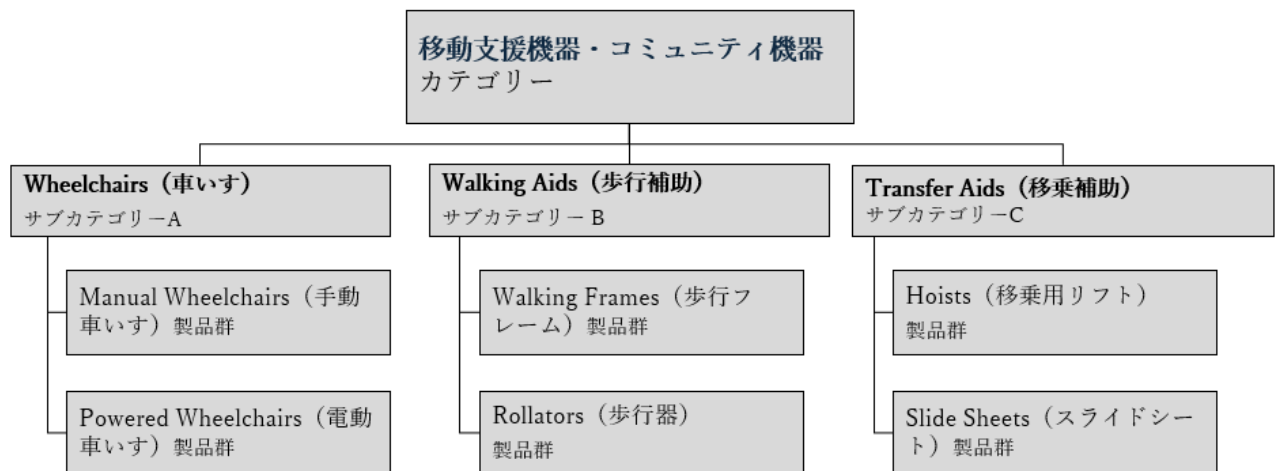 移動支援機器・コミュニティ機器
カテゴリー
Wheelchairs（車いす）
サブカテゴリーA
Walking Aids（歩行補助）
サブカテゴリー B
Transfer Aids（移乗補助）
サブカテゴリーC
Manual Wheelchairs（手動
車いす）製品群
Walking Frames（歩行フ
レーム）製品群
Hoists（移乗用リフト）
製品群
Powered Wheelchairs（電動
車いす）製品群
Rollators（歩行器）
製品群
Slide Sheets（スライドシー
ト）製品群